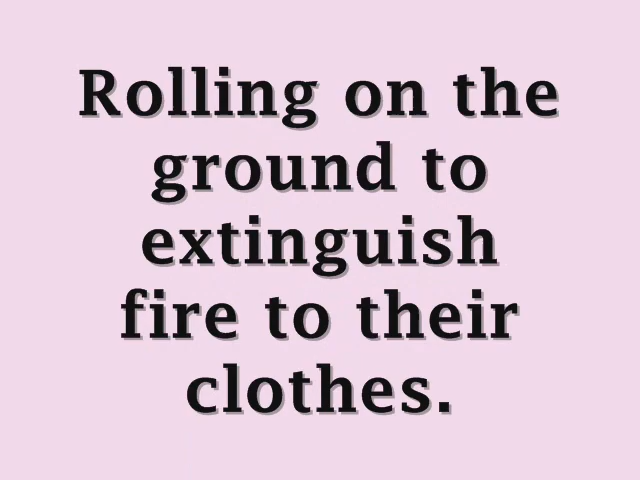 Rolling on the
ground to
extinguish
fire to their
clothes.